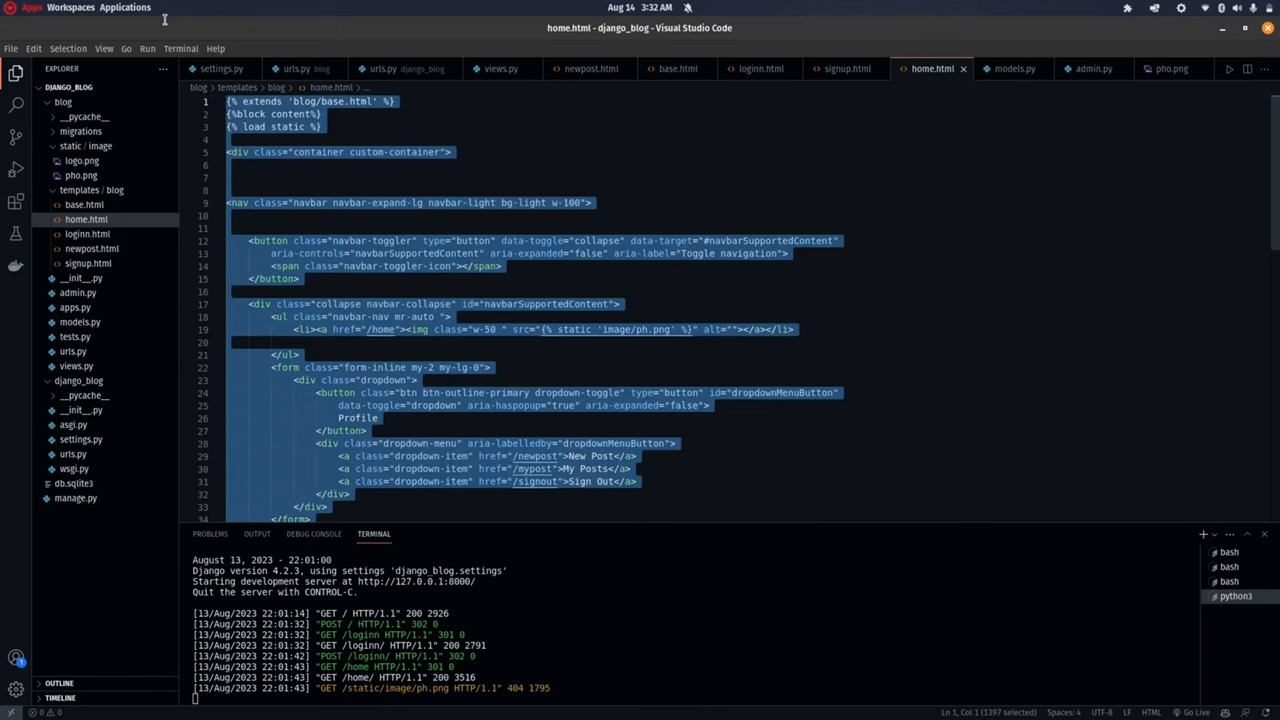 Apps Workspaces Applications
Aug 14 3:32 AM
home.html - django_blog - Visual Studio Code
File Edit Selection View Go Run Terminal Help
EXPLORER
settings.py urls.py blog urls.py django_blog views.py newpost.html base.html loginn.html signup.html home.html models.py admin.py pho.png
DJANGO_BLOG
blog > templates > blog > home.html > ...
blog
__pycache__
migrations
static / image
logo.png
pho.png
templates / blog
base.html
home.html
loginn.html
newpost.html
signup.html
__init__.py
admin.py
apps.py
models.py
tests.py
urls.py
views.py
django_blog
__pycache__
__init__.py
asgi.py
settings.py
urls.py
wsgi.py
db.sqlite3
manage.py
OUTLINE
TIMELINE
1 {% extends 'blog/base.html' %}
2 {%block content%}
3 {% load static %}
4
5 <div class="container custom-container">
6
7
8
9 <nav class="navbar navbar-expand-lg navbar-light bg-light w-100">
10
11
12 <button class="navbar-toggler" type="button" data-toggle="collapse" data-target="#navbarSupportedContent"
13 aria-controls="navbarSupportedContent" aria-expanded="false" aria-label="Toggle navigation">
14 <span class="navbar-toggler-icon"></span>
15 </button>
16
17 <div class="collapse navbar-collapse" id="navbarSupportedContent">
18 <ul class="navbar-nav mr-auto ">
19 <li><a href="/home"><img class="w-50 " src="{% static 'image/ph.png' %}" alt=""></a></li>
20
21 </ul>
22 <form class="form-inline my-2 my-lg-0">
23 <div class="dropdown">
24 <button class="btn btn-outline-primary dropdown-toggle" type="button" id="dropdownMenuButton"
25 data-toggle="dropdown" aria-haspopup="true" aria-expanded="false">
26 Profile
27 </button>
28 <div class="dropdown-menu" aria-labelledby="dropdownMenuButton">
29 <a class="dropdown-item" href="/newpost">New Post</a>
30 <a class="dropdown-item" href="/mypost">My Posts</a>
31 <a class="dropdown-item" href="/signout">Sign Out</a>
32 </div>
33 </div>
34 </form>
PROBLEMS OUTPUT DEBUG CONSOLE TERMINAL
August 13, 2023 - 22:01:00
Django version 4.2.3, using settings 'django_blog.settings'
Starting development server at http://127.0.0.1:8000/
Quit the server with CONTROL-C.
[13/Aug/2023 22:01:14] "GET / HTTP/1.1" 200 2926
[13/Aug/2023 22:01:32] "POST / HTTP/1.1" 302 0
[13/Aug/2023 22:01:32] "GET /loginn HTTP/1.1" 301 0
[13/Aug/2023 22:01:32] "GET /loginn/ HTTP/1.1" 200 2791
[13/Aug/2023 22:01:42] "POST /loginn/ HTTP/1.1" 302 0
[13/Aug/2023 22:01:43] "GET /home HTTP/1.1" 301 0
[13/Aug/2023 22:01:43] "GET /home/ HTTP/1.1" 200 3516
[13/Aug/2023 22:01:43] "GET /static/image/ph.png HTTP/1.1" 404 1795
bash
bash
bash
python3
1
0 0
Ln 1, Col 1 (1397 selected) Spaces: 4 UTF-8 LF HTML Go Live